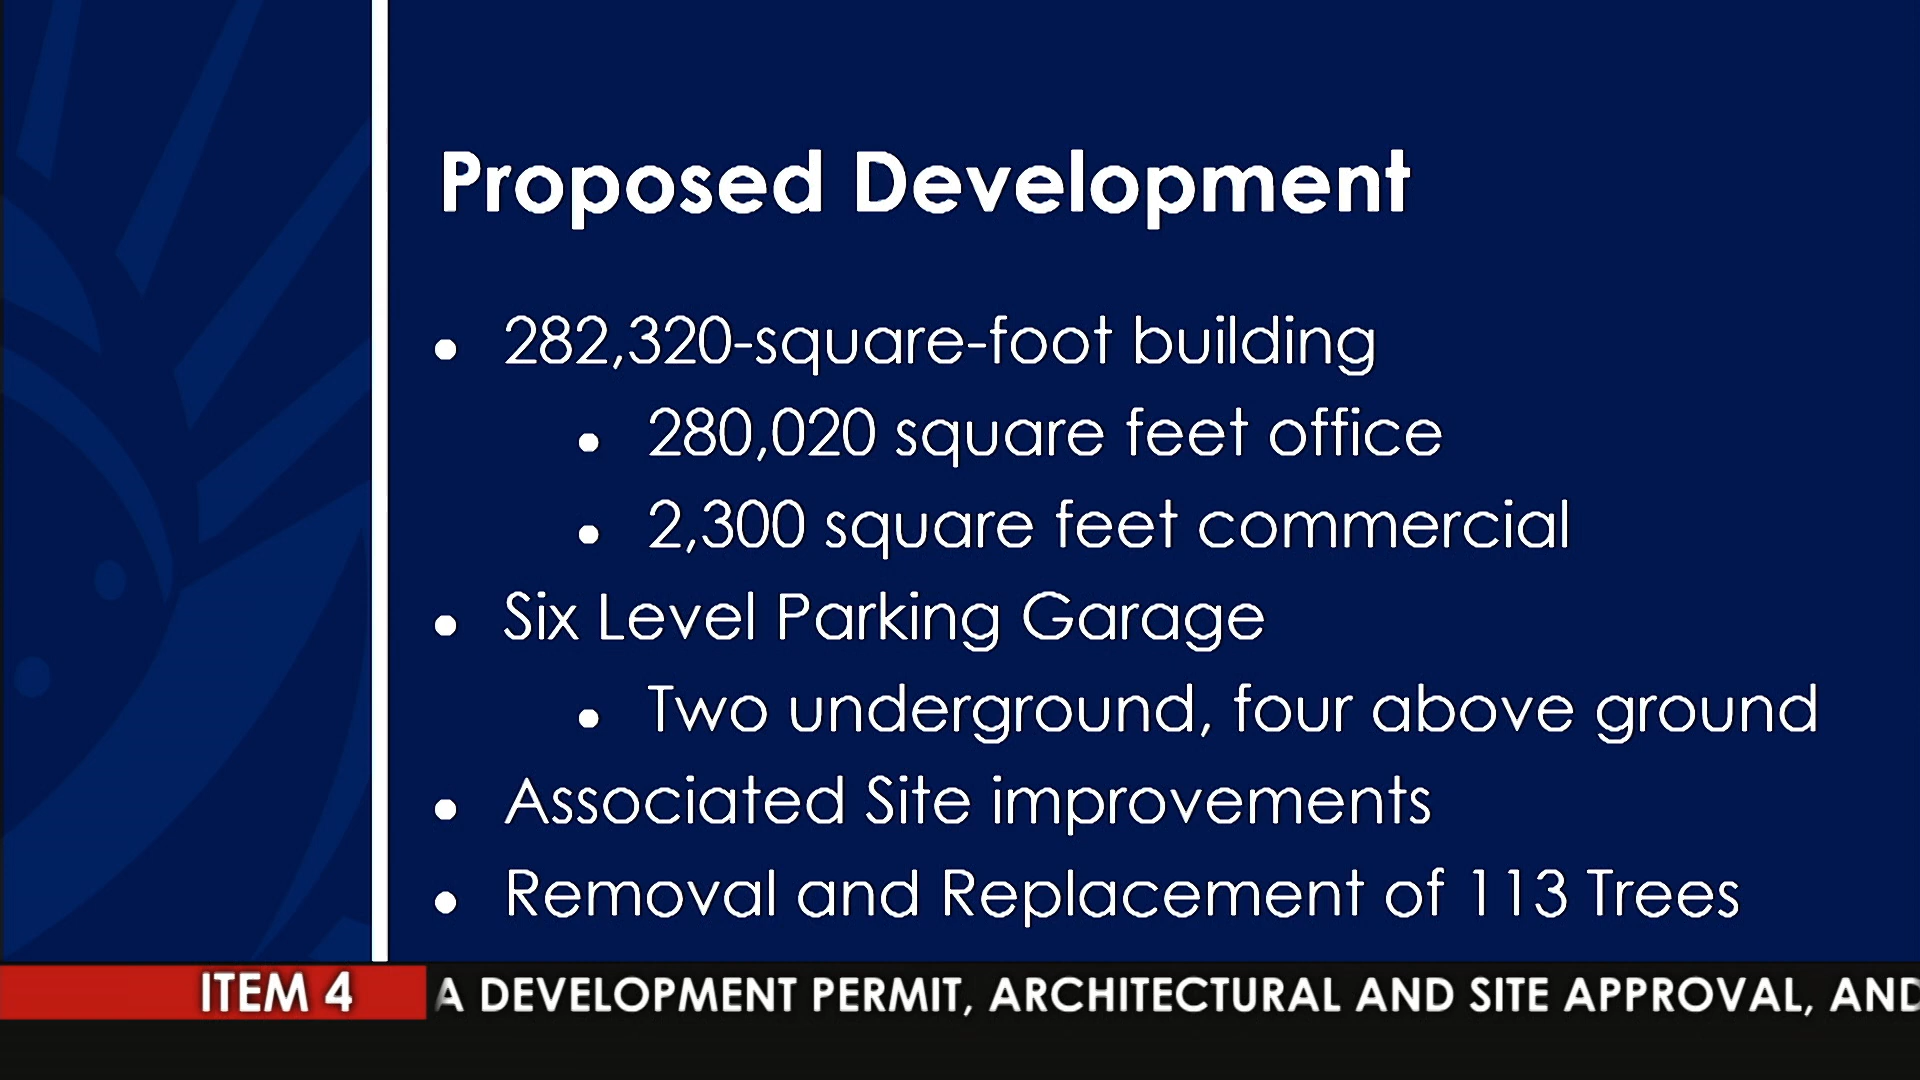 Proposed Development
• 282,320-square-foot building
• 280,020 square feet office
• 2,300 square feet commercial
• Six Level Parking Garage
• Two underground, four above ground
• Associated Site improvements
• Removal and Replacement of 113 Trees
ITEM 4 A DEVELOPMENT PERMIT, ARCHITECTURAL AND SITE APPROVAL, AND